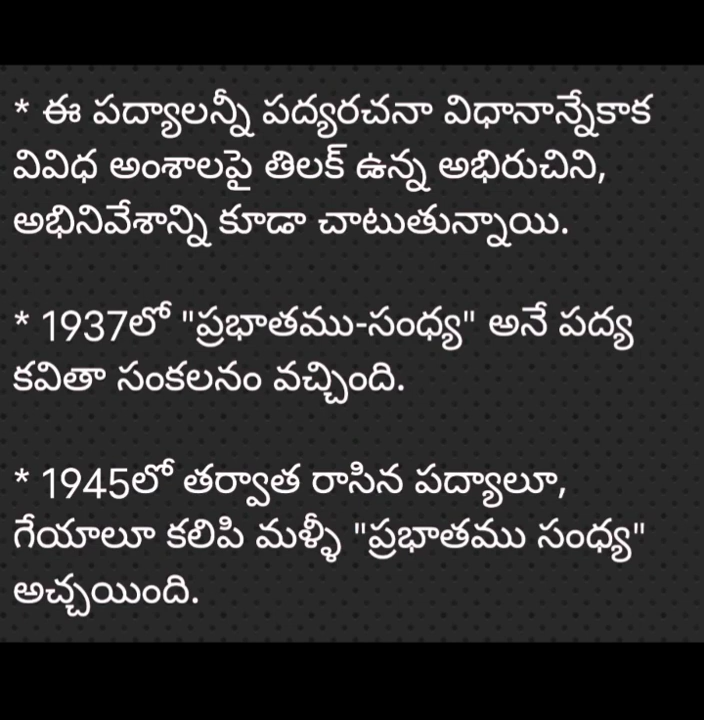 * ఈ పద్యాలన్నీ పద్యరచనా విధానాన్నేకాక
వివిధ అంశాలపై తిలక్ ఉన్న అభిరుచిని,
అభినివేశాన్ని కూడా చాటుతున్నాయి.
* 1937లో "ప్రభాతము-సంధ్య" అనే పద్య
కవితా సంకలనం వచ్చింది.
* 1945లో తర్వాత రాసిన పద్యాలూ,
గేయాలూ కలిపి మళ్ళీ "ప్రభాతము సంధ్య"
అచ్చయింది.